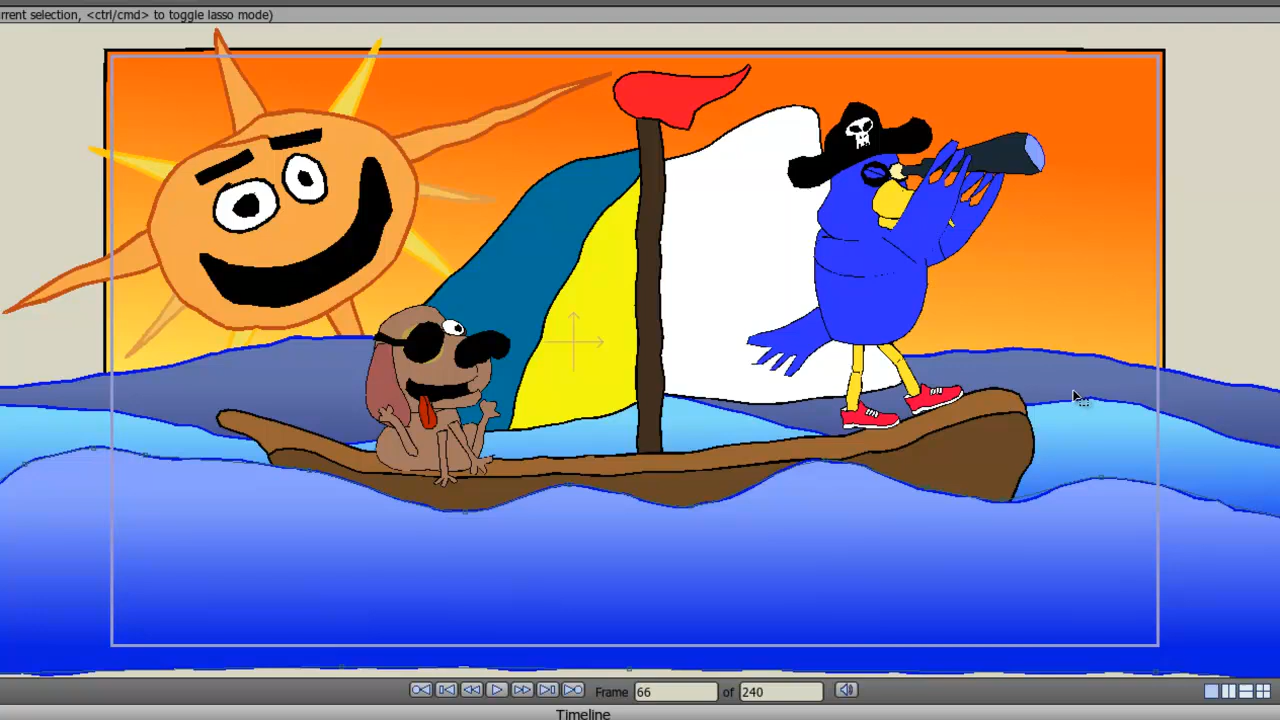 rrent selection, <ctrl/cmd> to toggle lasso mode)
Frame 66 of 240
Timeline